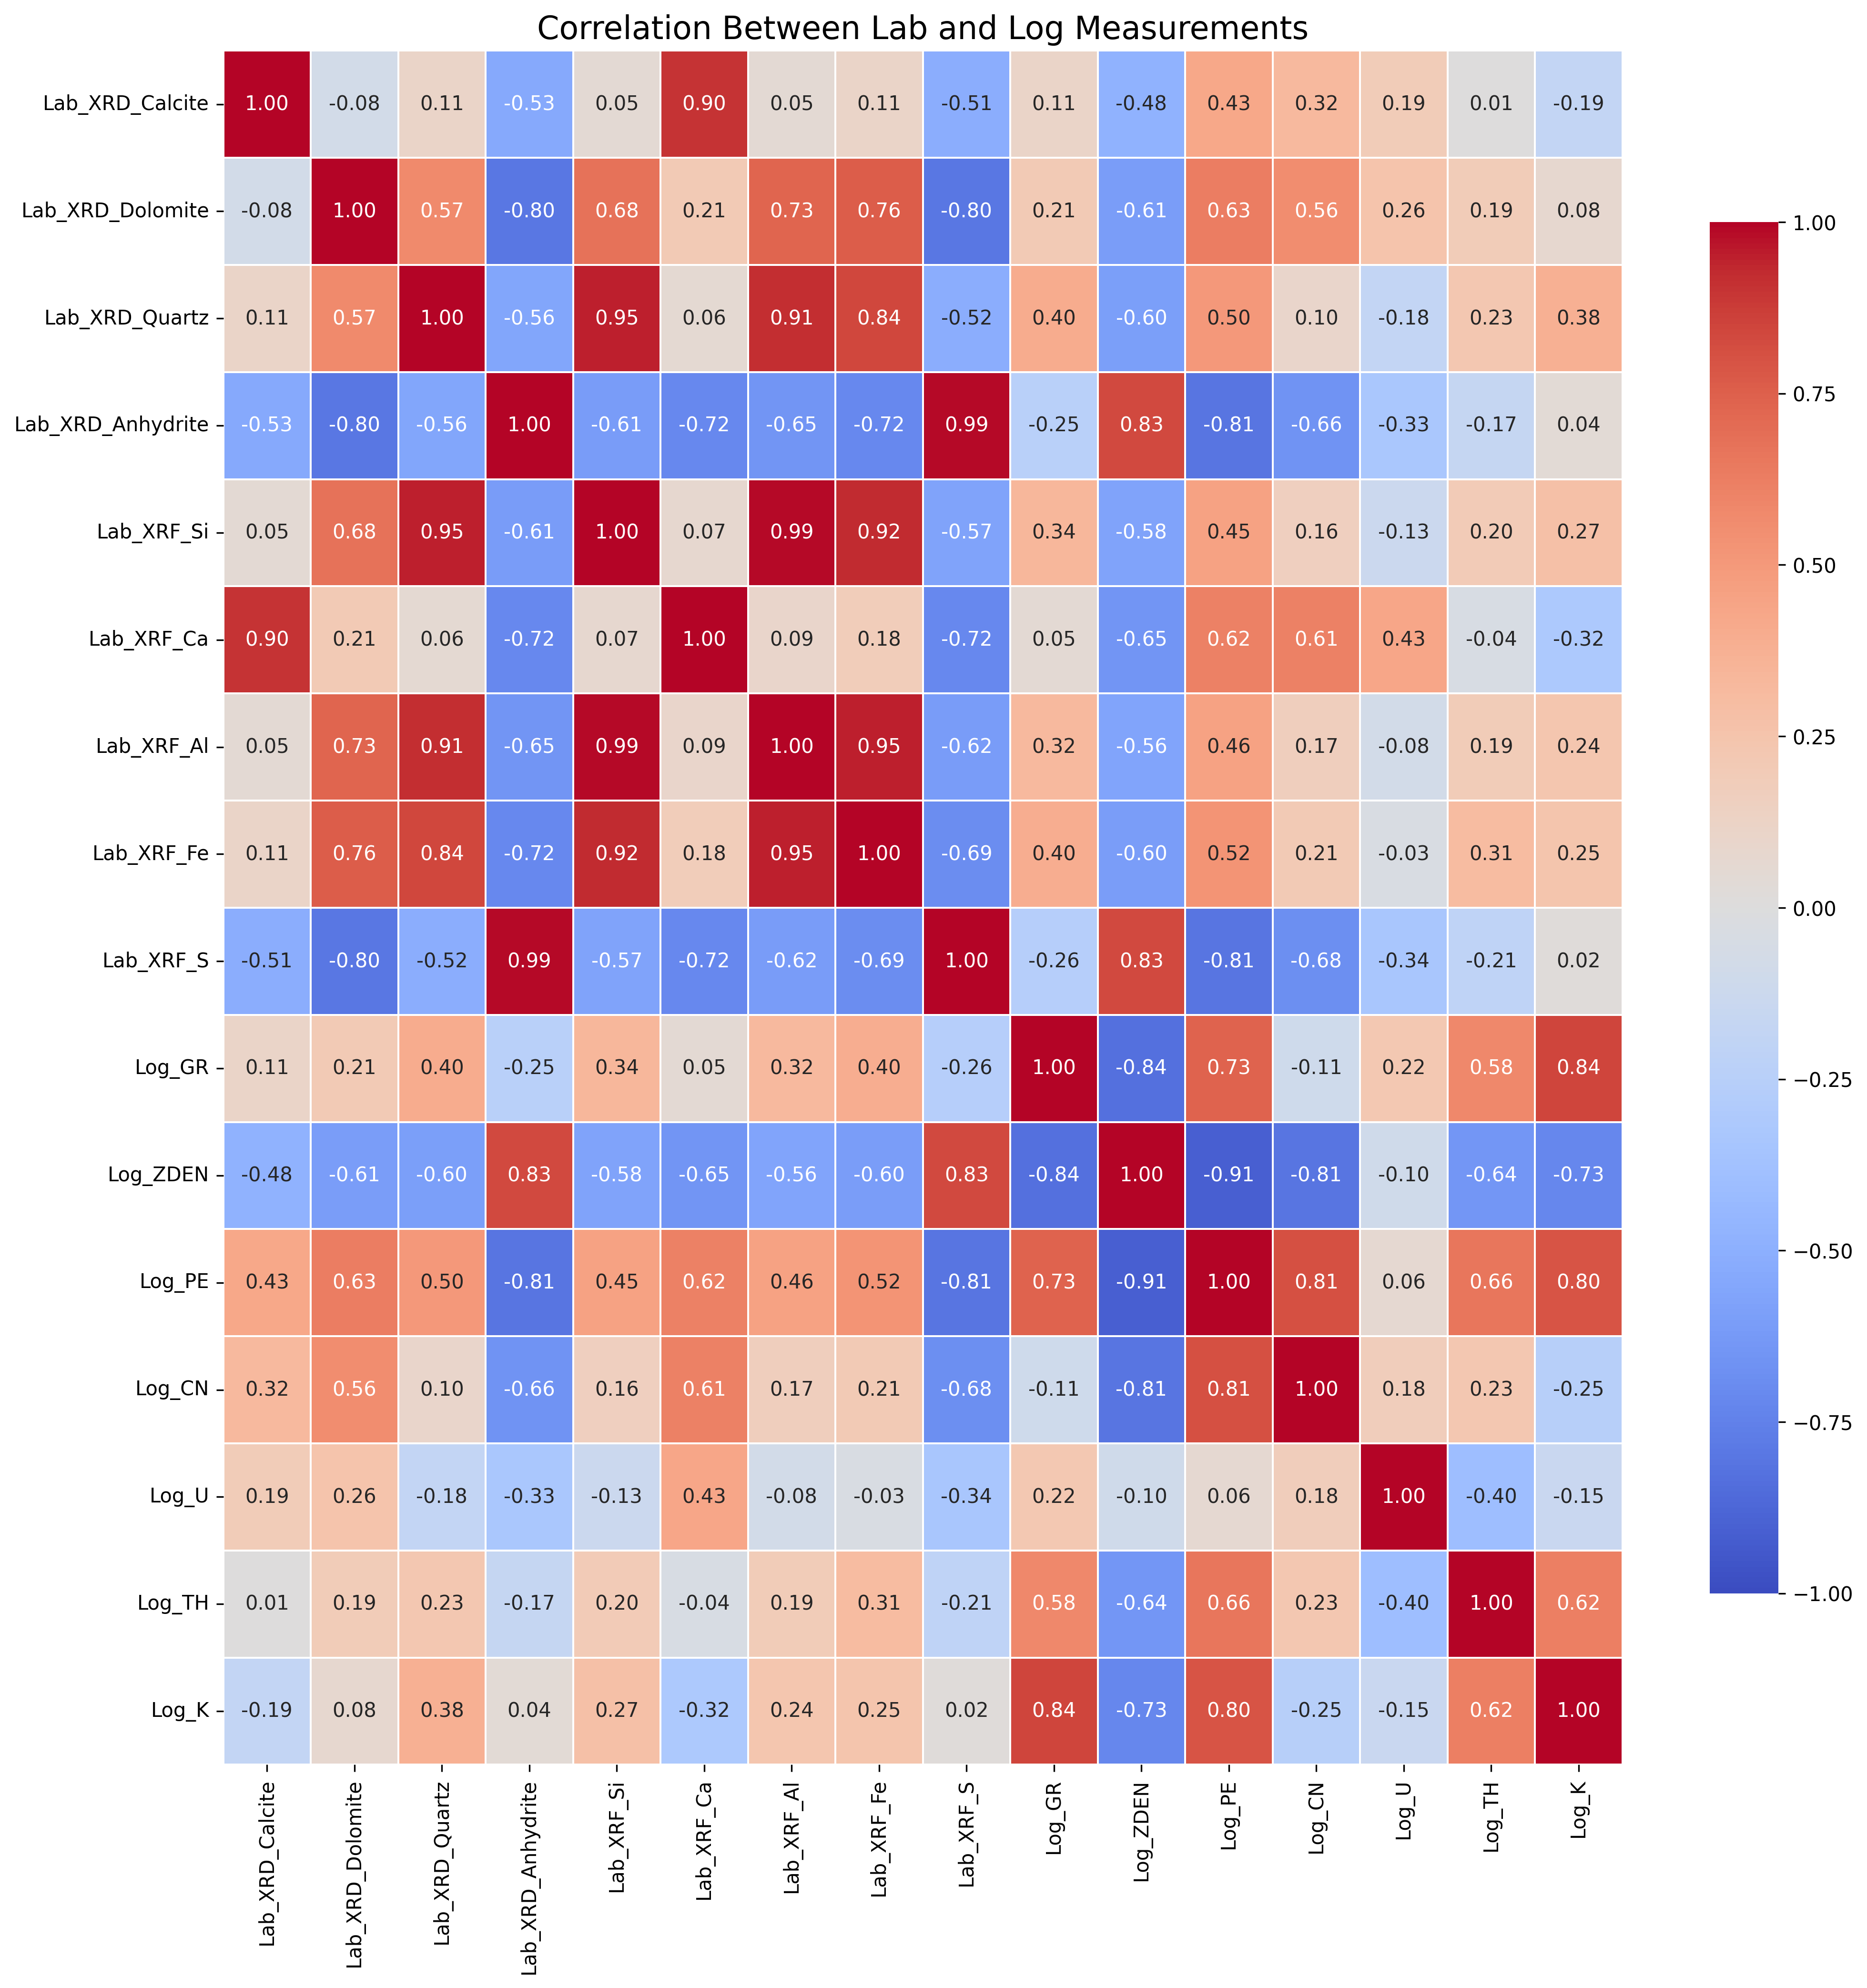 Correlation Between Lab and Log Measurements
Lab_XRD_Calcite 1.00 -0.08 0.11 -0.53 0.05 0.90 0.05 0.11 -0.51 0.11 -0.48 0.43 0.32 0.19 0.01 -0.19
Lab_XRD_Dolomite -0.08 1.00 0.57 -0.80 0.68 0.21 0.73 0.76 -0.80 0.21 -0.61 0.63 0.56 0.26 0.19 0.08
Lab_XRD_Quartz 0.11 0.57 1.00 -0.56 0.95 0.06 0.91 0.84 -0.52 0.40 -0.60 0.50 0.10 -0.18 0.23 0.38
Lab_XRD_Anhydrite -0.53 -0.80 -0.56 1.00 -0.61 -0.72 -0.65 -0.72 0.99 -0.25 0.83 -0.81 -0.66 -0.33 -0.17 0.04
Lab_XRF_Si 0.05 0.68 0.95 -0.61 1.00 0.07 0.99 0.92 -0.57 0.34 -0.58 0.45 0.16 -0.13 0.20 0.27
Lab_XRF_Ca 0.90 0.21 0.06 -0.72 0.07 1.00 0.09 0.18 -0.72 0.05 -0.65 0.62 0.61 0.43 -0.04 -0.32
Lab_XRF_Al 0.05 0.73 0.91 -0.65 0.99 0.09 1.00 0.95 -0.62 0.32 -0.56 0.46 0.17 -0.08 0.19 0.24
Lab_XRF_Fe 0.11 0.76 0.84 -0.72 0.92 0.18 0.95 1.00 -0.69 0.40 -0.60 0.52 0.21 -0.03 0.31 0.25
Lab_XRF_S -0.51 -0.80 -0.52 0.99 -0.57 -0.72 -0.62 -0.69 1.00 -0.26 0.83 -0.81 -0.68 -0.34 -0.21 0.02
Log_GR 0.11 0.21 0.40 -0.25 0.34 0.05 0.32 0.40 -0.26 1.00 -0.84 0.73 -0.11 0.22 0.58 0.84
Log_ZDEN -0.48 -0.61 -0.60 0.83 -0.58 -0.65 -0.56 -0.60 0.83 -0.84 1.00 -0.91 -0.81 -0.10 -0.64 -0.73
Log_PE 0.43 0.63 0.50 -0.81 0.45 0.62 0.46 0.52 -0.81 0.73 -0.91 1.00 0.81 0.06 0.66 0.80
Log_CN 0.32 0.56 0.10 -0.66 0.16 0.61 0.17 0.21 -0.68 -0.11 -0.81 0.81 1.00 0.18 0.23 -0.25
Log_U 0.19 0.26 -0.18 -0.33 -0.13 0.43 -0.08 -0.03 -0.34 0.22 -0.10 0.06 0.18 1.00 -0.40 -0.15
Log_TH 0.01 0.19 0.23 -0.17 0.20 -0.04 0.19 0.31 -0.21 0.58 -0.64 0.66 0.23 -0.40 1.00 0.62
Log_K -0.19 0.08 0.38 0.04 0.27 -0.32 0.24 0.25 0.02 0.84 -0.73 0.80 -0.25 -0.15 0.62 1.00
Lab_XRD_Calcite
Lab_XRD_Dolomite
Lab_XRD_Quartz
Lab_XRD_Anhydrite
Lab_XRF_Si
Lab_XRF_Ca
Lab_XRF_Al
Lab_XRF_Fe
Lab_XRF_S
Log_GR
Log_ZDEN
Log_PE
Log_CN
Log_U
Log_TH
Log_K
1.00
0.75
0.50
0.25
0.00
−0.25
−0.50
−0.75
−1.00